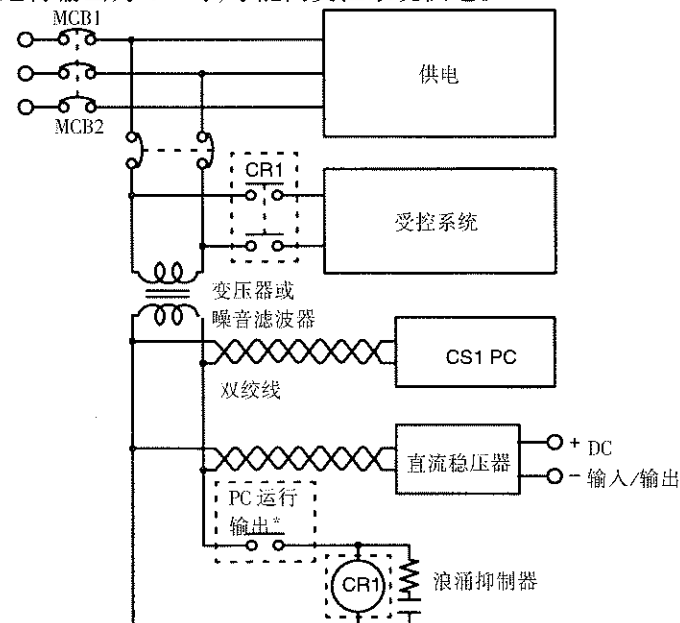 MCB1
供电
MCB2
CR1
受控系统
变压器或
噪音滤波器
CS1 PC
双绞线
直流稳压器
+ DC
− 输入/输出
PC 运行
输出*
CR1
浪涌抑制器